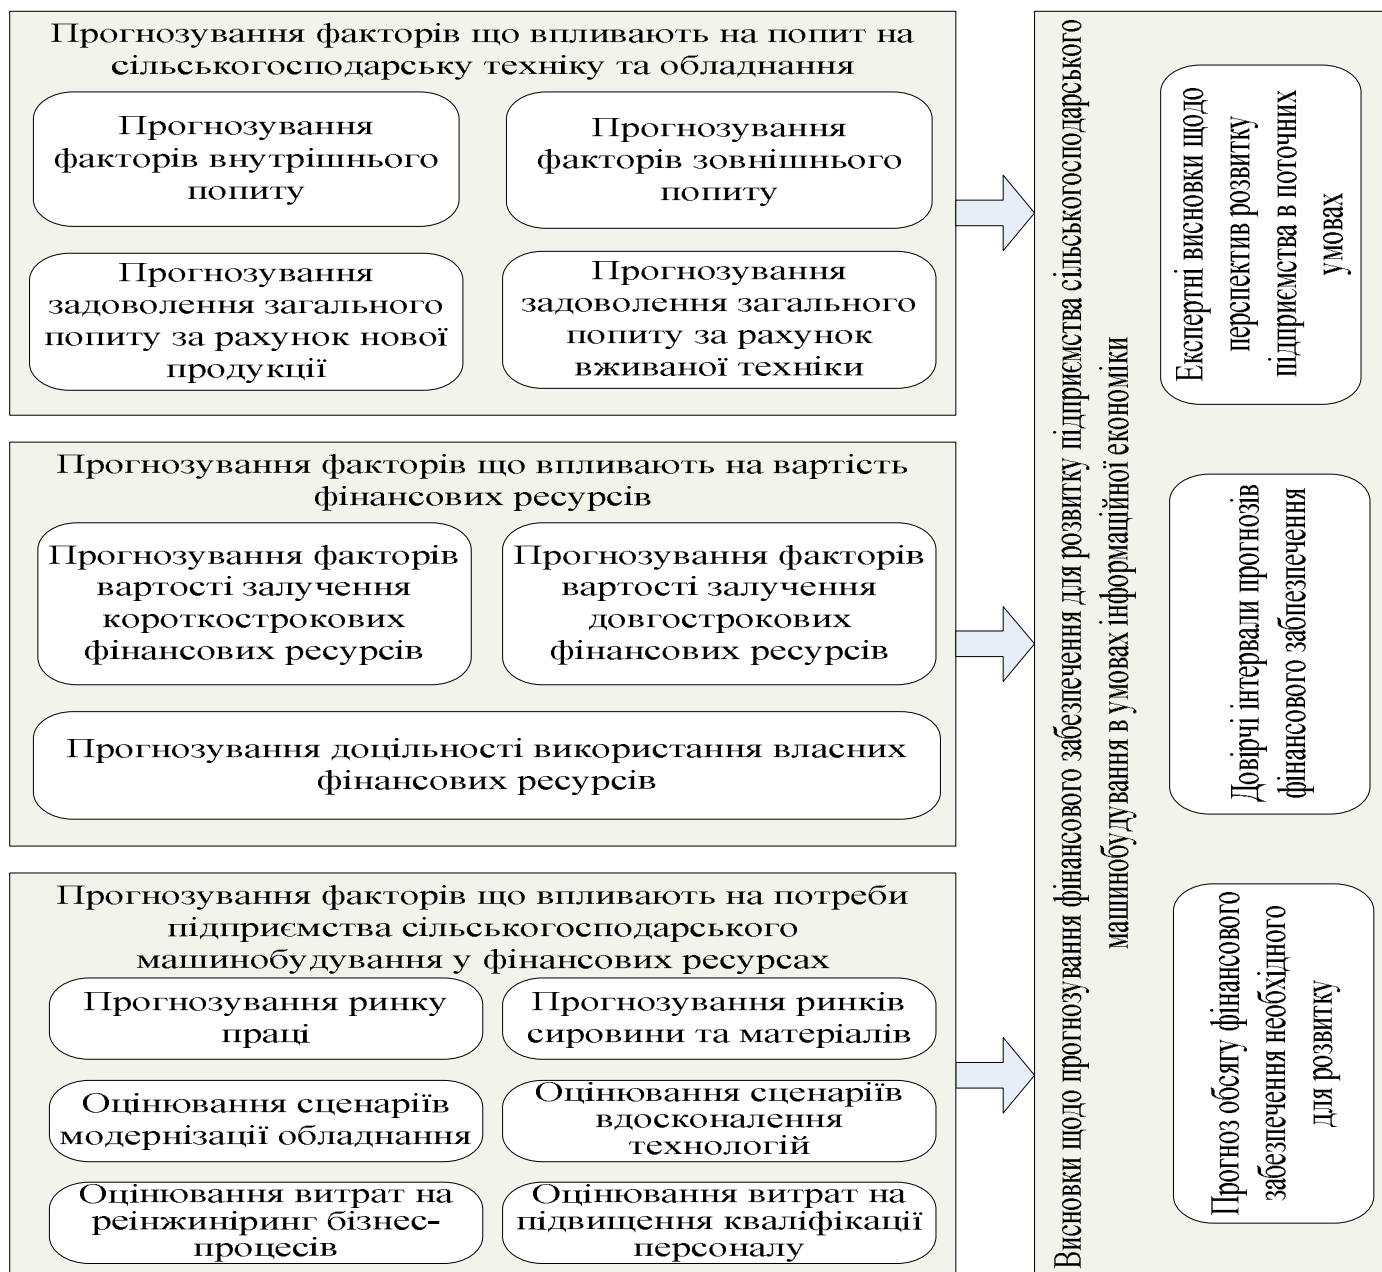 Прогнозування факторів що впливають на попит на
сільськогосподарську техніку та обладнання
Прогнозування
факторів внутрішнього
попиту
Прогнозування
факторів зовнішнього
попиту
Прогнозування
задоволення загального
попиту за рахунок нової
продукції
Прогнозування
задоволення загального
попиту за рахунок
вживаної техніки
Прогнозування факторів що впливають на вартість
фінансових ресурсів
Прогнозування факторів
вартості залучення
короткострокових
фінансових ресурсів
Прогнозування факторів
вартості залучення
довгострокових
фінансових ресурсів
Прогнозування доцільності використання власних
фінансових ресурсів
Прогнозування факторів що впливають на потреби
підприємства сільськогосподарського
машинобудування у фінансових ресурсах
Прогнозування ринку
праці
Прогнозування ринків
сировини та матеріалів
Оцінювання сценаріїв
модернізації обладнання
Оцінювання сценаріїв
вдосконалення
технологій
Оцінювання витрат на
реінжиніринг бізнес-
процесів
Оцінювання витрат на
підвищення кваліфікації
персоналу
Висновки щодо прогнозування фінансового забезпечення для розвитку підприємства сільськогосподарського
машинобудування в умовах інформаційної економіки
Експертні висновки щодо
перспектив розвитку
підприємства в поточних
умовах
Довірчі інтервали прогнозів
фінансового забпезпечення
Прогноз обсягу фінансового
забезпечення необхідного
для розвитку